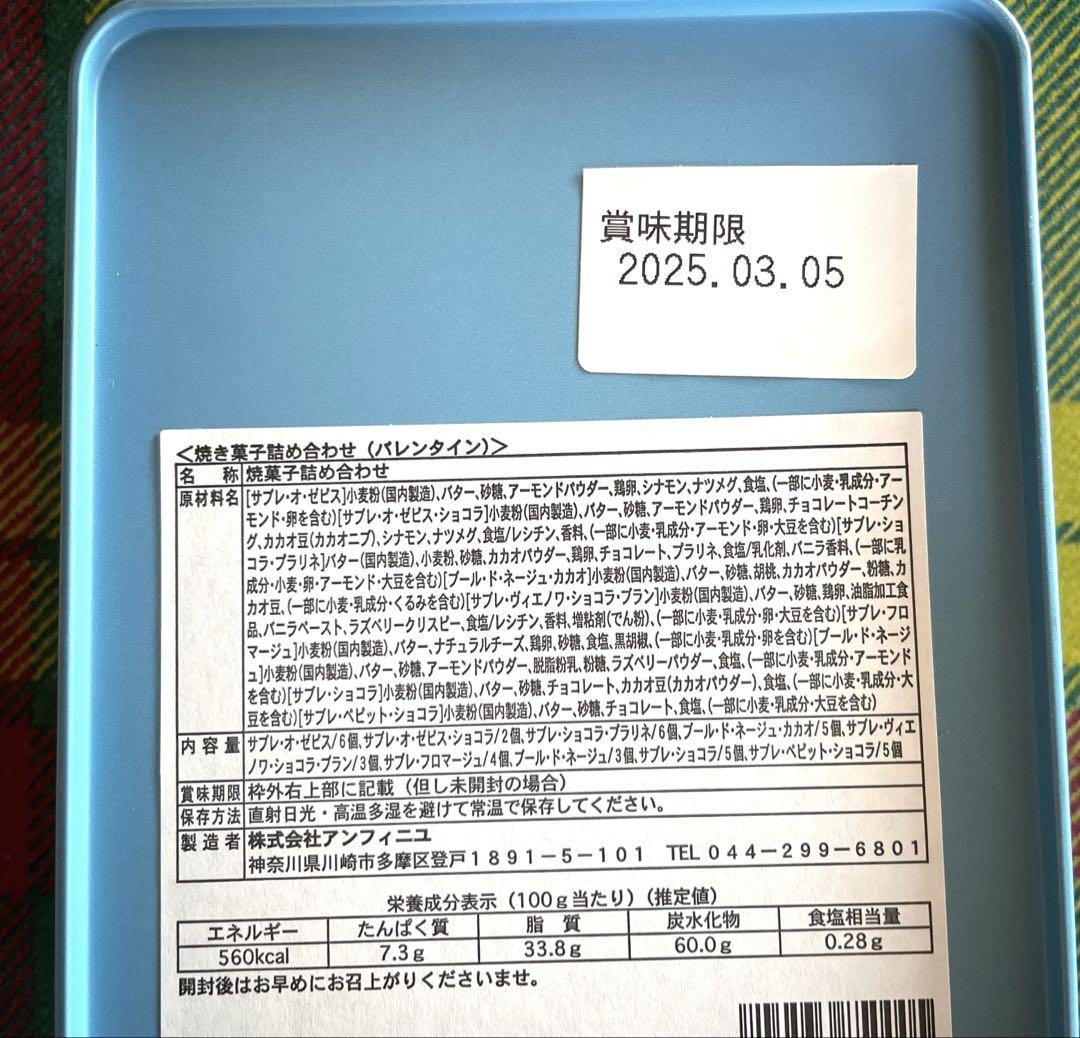 賞味期限
2025.03.05
＜焼き菓子詰め合わせ（バレンタイン）＞
名　称 焼菓子詰め合わせ
原材料名 [サブレ・オ・ゼピス]小麦粉(国内製造)、バター、砂糖、アーモンドパウダー、鶏卵、シナモン、ナツメグ、食塩、(一部に小麦・乳成分・アー
モンド・卵を含む)[サブレ・オ・ゼピス・ショコラ]小麦粉(国内製造)、バター、砂糖、アーモンドパウダー、鶏卵、チョコレートコーチン
グ、カカオ豆(カカオニブ)、シナモン、ナツメグ、食塩/レシチン、香料、(一部に小麦・乳成分・アーモンド・卵・大豆を含む)[サブレ・ショ
コラ・プラリネ]バター(国内製造)、小麦粉、砂糖、カカオパウダー、鶏卵、チョコレート、プラリネ、食塩/乳化剤、バニラ香料、(一部に乳
成分・小麦・卵・アーモンド・大豆を含む)[ブール・ド・ネージュ・カカオ]小麦粉(国内製造)、バター、砂糖、胡桃、カカオパウダー、粉糖、カ
カオ豆、(一部に小麦・乳成分・くるみを含む)[サブレ・ヴィエノワ・ショコラ・ブラン]小麦粉(国内製造)、バター、砂糖、鶏卵、油脂加工食
品、バニラペースト、ラズベリークリスピー、食塩/レシチン、香料、増粘剤(でん粉)、(一部に小麦・乳成分・卵・大豆を含む)[サブレ・フロ
マージュ]小麦粉(国内製造)、バター、ナチュラルチーズ、鶏卵、砂糖、食塩、黒胡椒、(一部に小麦・乳成分・卵を含む)[ブール・ド・ネージ
ュ]小麦粉(国内製造)、バター、砂糖、アーモンドパウダー、脱脂粉乳、粉糖、ラズベリーパウダー、食塩、(一部に小麦・乳成分・アーモンド
を含む)[サブレ・ショコラ]小麦粉(国内製造)、バター、砂糖、チョコレート、カカオ豆(カカオパウダー)、食塩、(一部に小麦・乳成分・大
豆を含む)[サブレ・ペピット・ショコラ]小麦粉(国内製造)、バター、砂糖、チョコレート、食塩、(一部に小麦・乳成分・大豆を含む)
内容量 サブレ・オ・ゼピス/6個、サブレ・オ・ゼピス・ショコラ/2個、サブレ・ショコラ・プラリネ/6個、ブール・ド・ネージュ・カカオ/5個、サブレ・ヴィエ
ノワ・ショコラ・ブラン/3個、サブレ・フロマージュ/4個、ブール・ド・ネージュ/3個、サブレ・ショコラ/5個、サブレ・ペピット・ショコラ/5個
賞味期限 枠外右上部に記載（但し未開封の場合）
保存方法 直射日光・高温多湿を避けて常温で保存してください。
製造者 株式会社アンフィニユ
神奈川県川崎市多摩区登戸１８９１－５－１０１　TEL ０４４－２９９－６８０１
栄養成分表示（100g当たり）（推定値）
エネルギー たんぱく質 脂　質 炭水化物 食塩相当量
560kcal 7.3g 33.8g 60.0g 0.28g
開封後はお早めにお召上がりくださいませ。